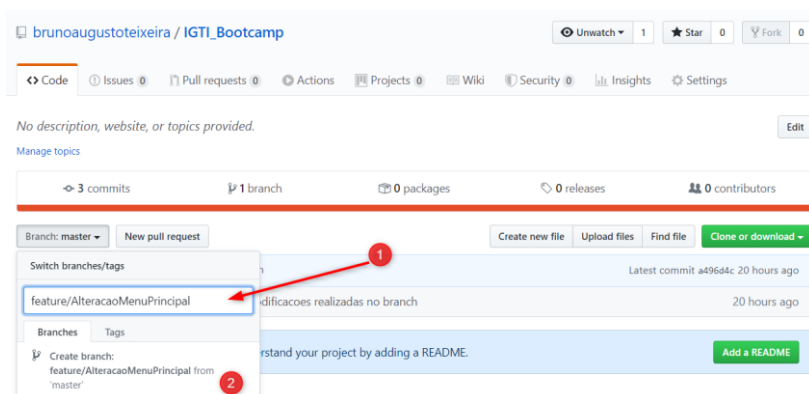 brunoaugustoteixeira / IGTI_Bootcamp Unwatch 1 Star 0 Fork 0
Code Issues 0 Pull requests 0 Actions Projects 0 Wiki Security 0 Insights Settings
No description, website, or topics provided. Edit
Manage topics
3 commits 1 branch 0 packages 0 releases 0 contributors
Branch: master New pull request Create new file Upload files Find file Clone or download
1
Switch branches/tags Latest commit a496d4c 20 hours ago
feature/AlteracaoMenuPrincipal dificacoes realizadas no branch 20 hours ago
Branches Tags
Create branch: rstand your project by adding a README. Add a README
feature/AlteracaoMenuPrincipal from
'master' 2